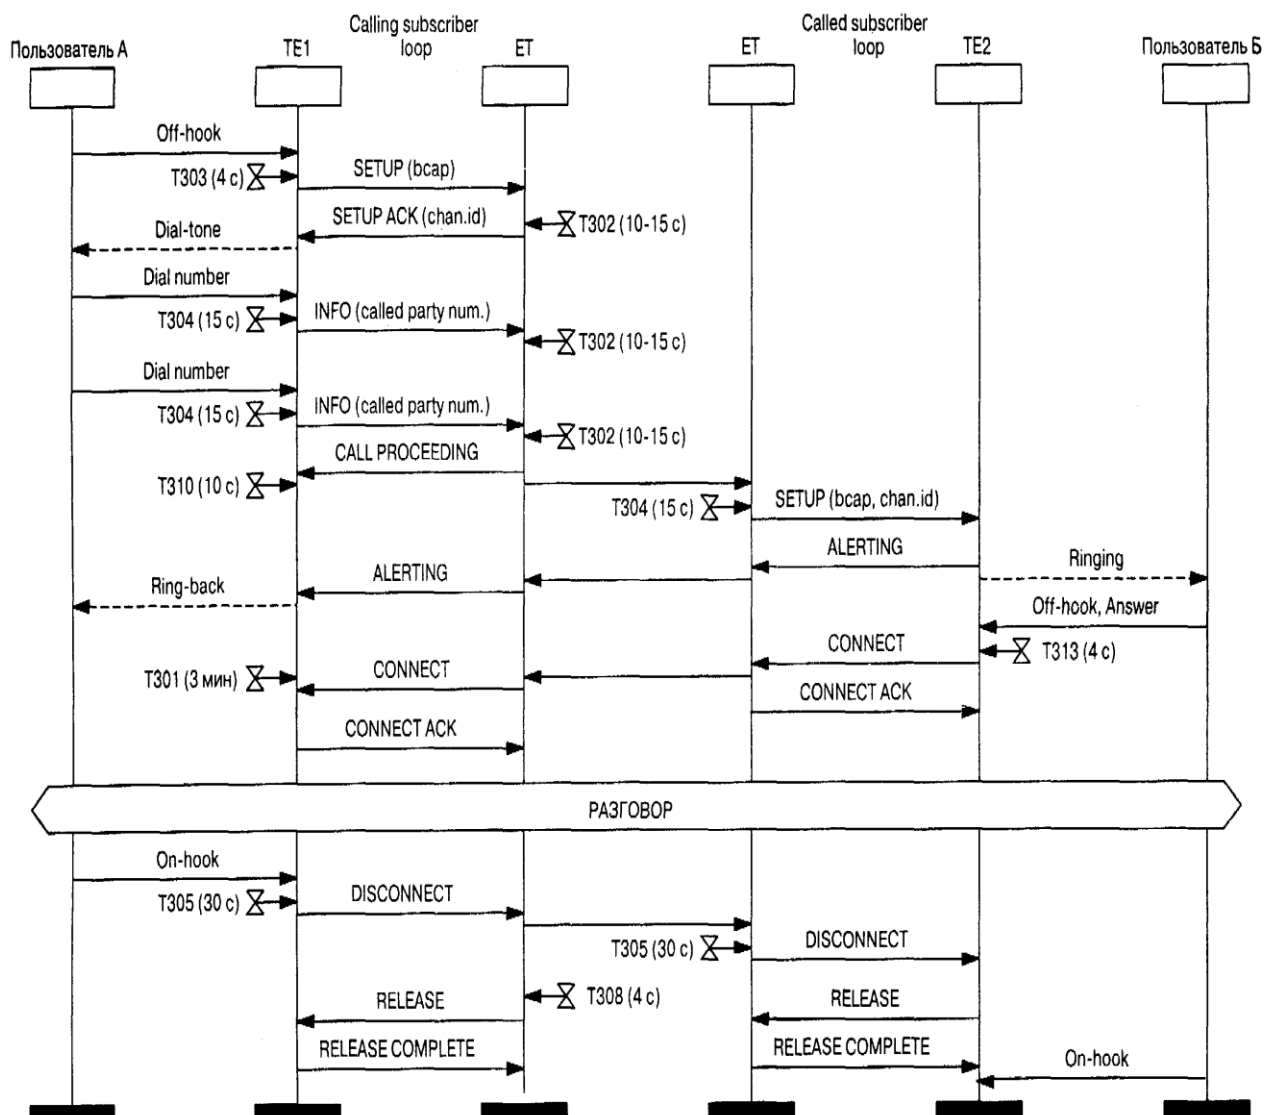 Calling subscriber
loop
Called subscriber
loop
Пользователь А
TE1
ET
ET
TE2
Пользователь Б
Off-hook
T303 (4 с)
SETUP (bcap)
SETUP ACK (chan.id)
T302 (10-15 с)
Dial-tone
Dial number
T304 (15 с)
INFO (called party num.)
T302 (10-15 с)
Dial number
T304 (15 с)
INFO (called party num.)
T302 (10-15 с)
CALL PROCEEDING
T310 (10 с)
T304 (15 с)
SETUP (bcap, chan.id)
ALERTING
Ringing
ALERTING
Ring-back
Off-hook, Answer
CONNECT
T313 (4 с)
T301 (3 мин)
CONNECT
CONNECT ACK
CONNECT ACK
РАЗГОВОР
On-hook
T305 (30 с)
DISCONNECT
T305 (30 с)
DISCONNECT
T308 (4 с)
RELEASE
RELEASE
RELEASE COMPLETE
RELEASE COMPLETE
On-hook